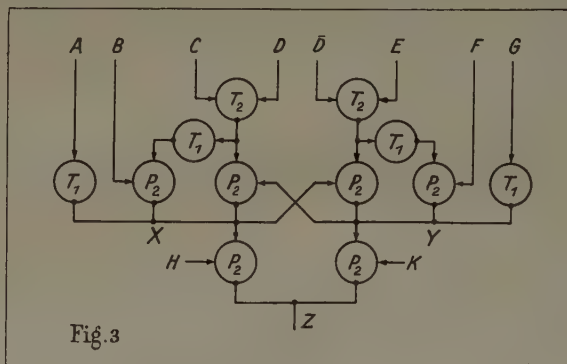 A B C D D̄ E F G
T₂ T₂
T₁ T₁
T₁ P₂ P₂ P₂ P₂ T₁
X Y
H P₂ P₂ K
Z
Fig.3